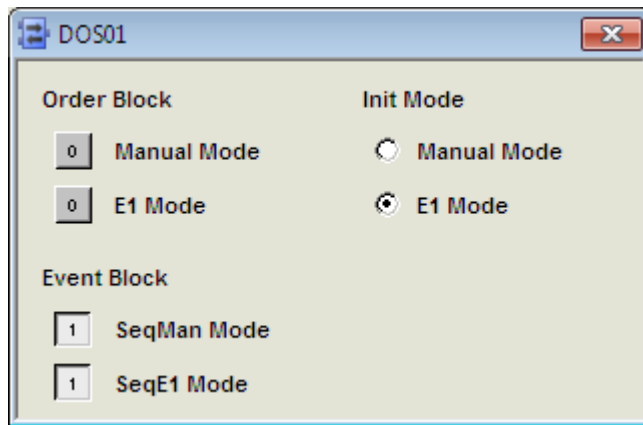 DOS01
Order Block
0 Manual Mode
0 E1 Mode
Init Mode
Manual Mode
E1 Mode
Event Block
1 SeqMan Mode
1 SeqE1 Mode